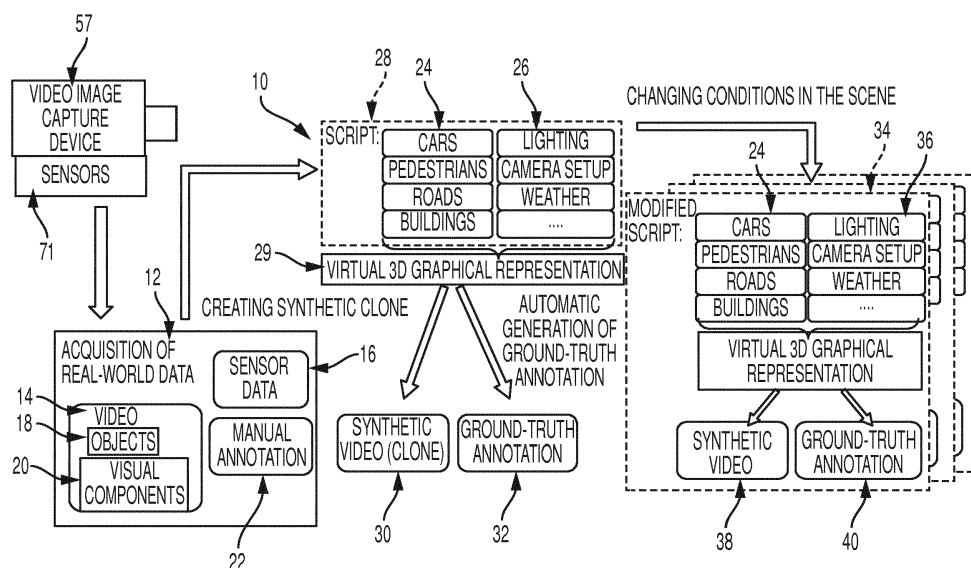 57
VIDEO IMAGE
CAPTURE
DEVICE
SENSORS
71
10
28
24
26
SCRIPT:
CARS
LIGHTING
PEDESTRIANS
CAMERA SETUP
ROADS
WEATHER
BUILDINGS
....
29
VIRTUAL 3D GRAPHICAL REPRESENTATION
CHANGING CONDITIONS IN THE SCENE
34
24
36
MODIFIED
SCRIPT:
CARS
LIGHTING
PEDESTRIANS
CAMERA SETUP
ROADS
WEATHER
BUILDINGS
....
VIRTUAL 3D GRAPHICAL
REPRESENTATION
SYNTHETIC
VIDEO
GROUND-TRUTH
ANNOTATION
38
40
12
CREATING SYNTHETIC CLONE
AUTOMATIC
GENERATION OF
GROUND-TRUTH
ANNOTATION
ACQUISITION OF
REAL-WORLD DATA
SENSOR
DATA
16
14
VIDEO
18
OBJECTS
20
VISUAL
COMPONENTS
MANUAL
ANNOTATION
22
SYNTHETIC
VIDEO (CLONE)
GROUND-TRUTH
ANNOTATION
30
32